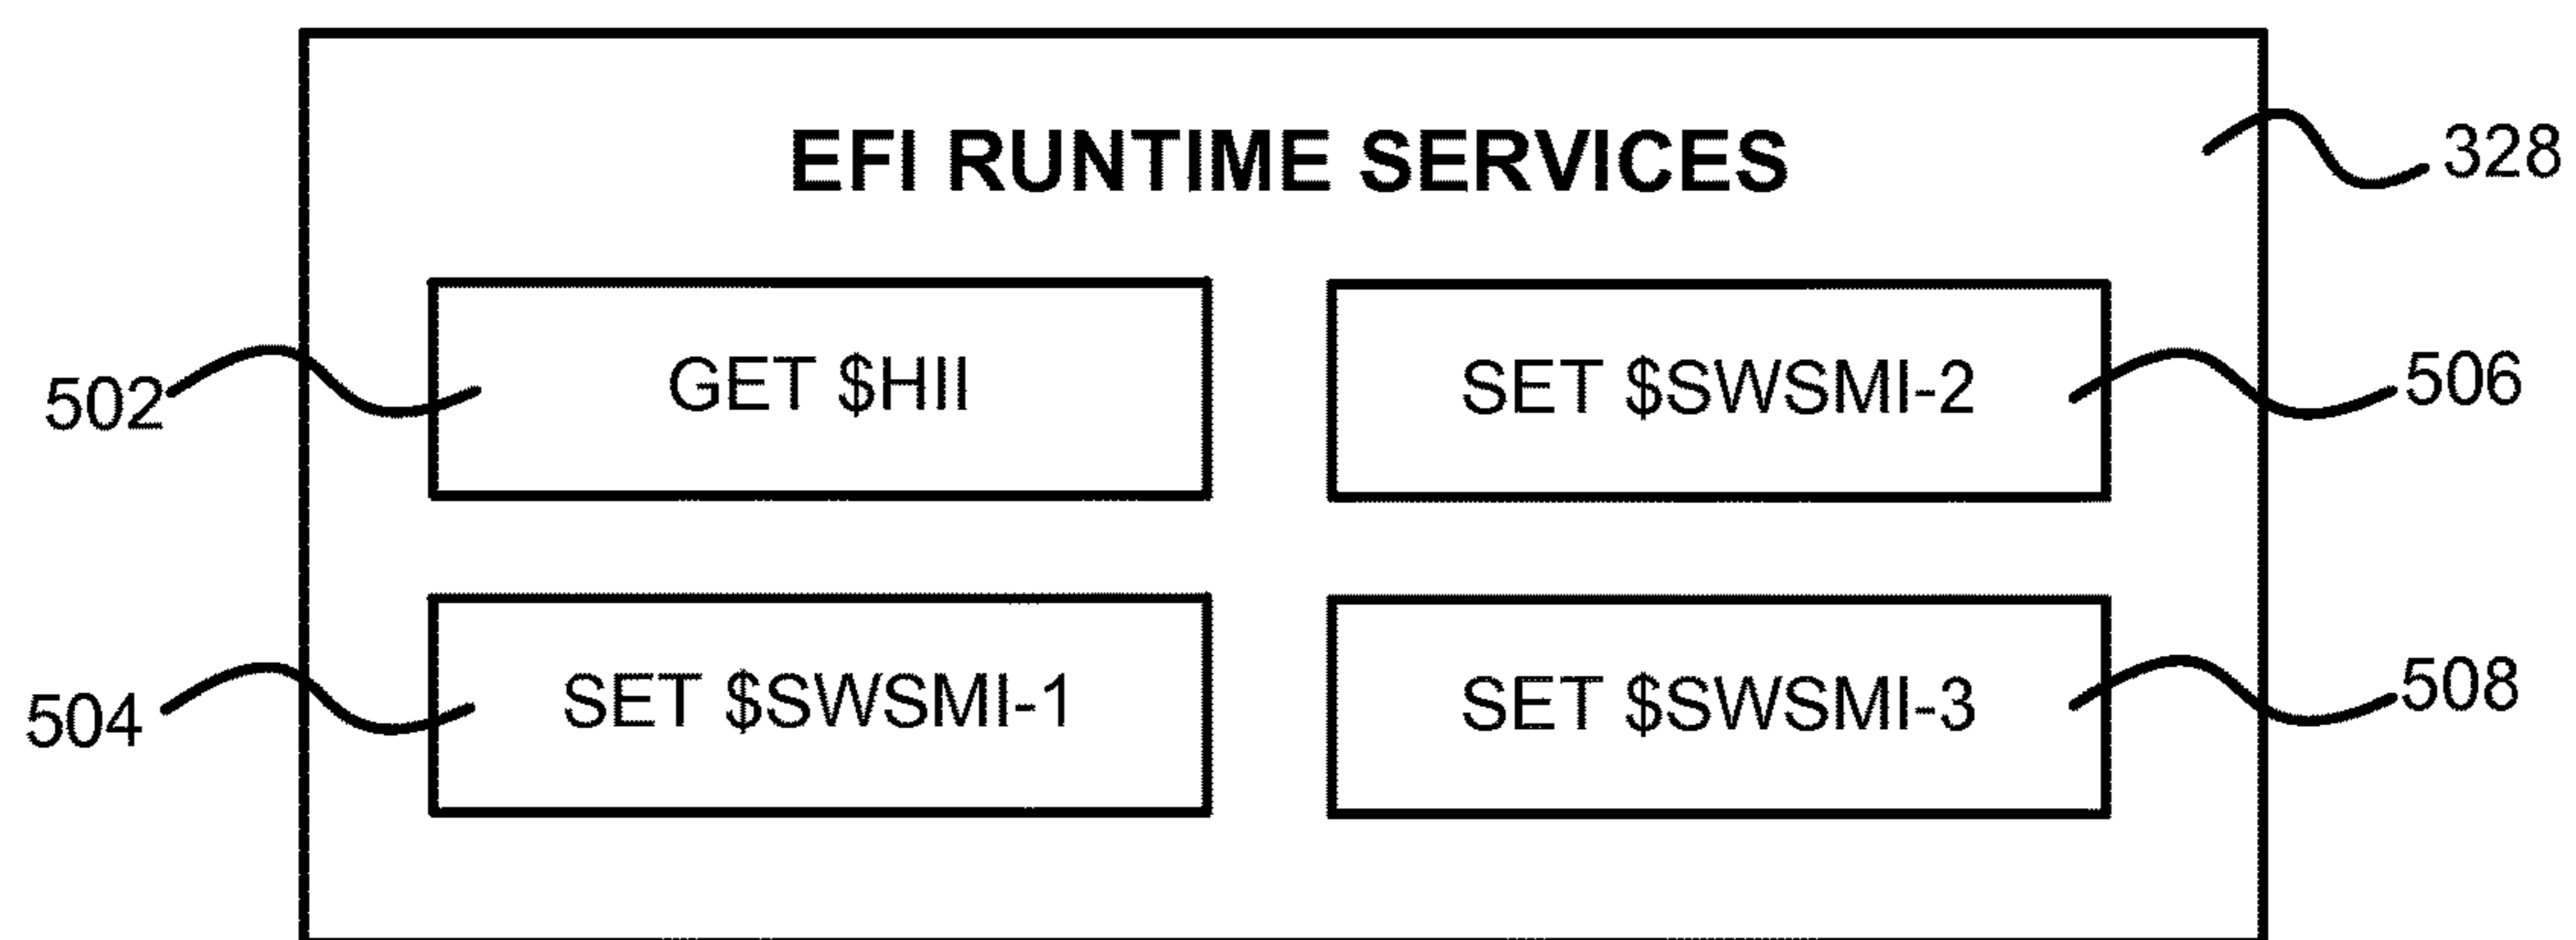 EFI RUNTIME SERVICES
328
502
GET $HII
SET $SWSMI-2
506
504
SET $SWSMI-1
SET $SWSMI-3
508